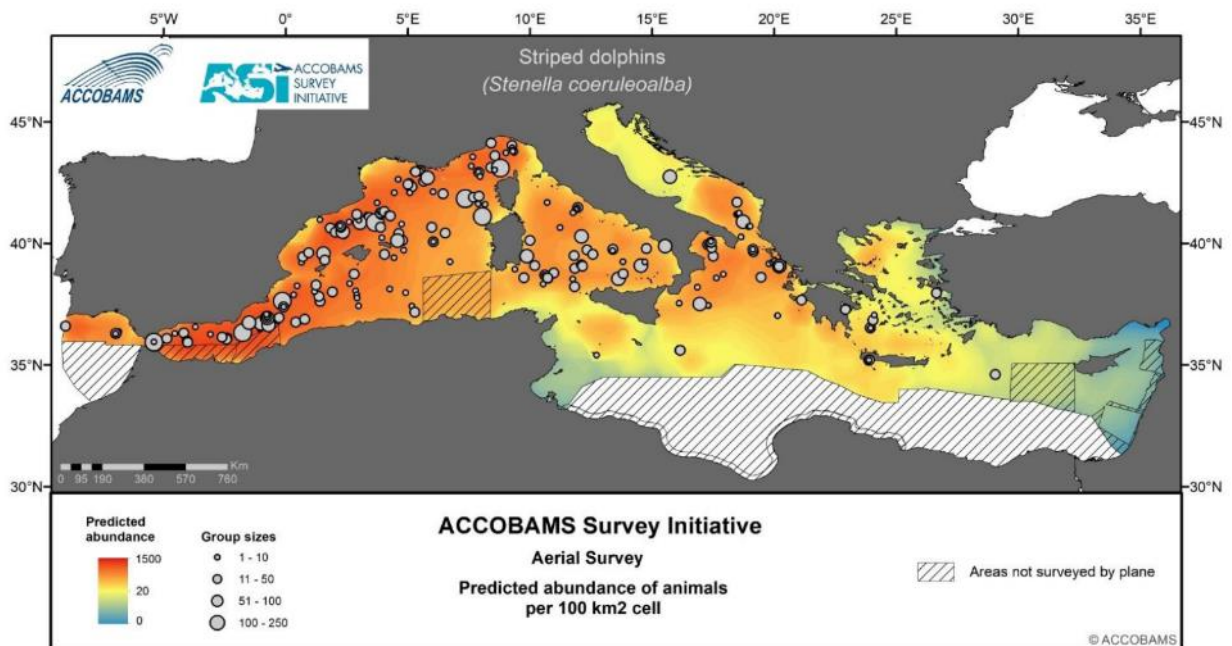 5°W 0° 5°E 10°E 15°E 20°E 25°E 30°E 35°E
ACCOBAMS
ASI ACCOBAMS
SURVEY
INITIATIVE
Striped dolphins
(Stenella coeruleoalba)
45°N 45°N
40°N 40°N
35°N 35°N
30°N 30°N
Km
0 95 190 380 570 760
Predicted
abundance
1500
20
0
Group sizes
1 - 10
11 - 50
51 - 100
100 - 250
ACCOBAMS Survey Initiative
Aerial Survey
Predicted abundance of animals
per 100 km2 cell
Areas not surveyed by plane
© ACCOBAMS